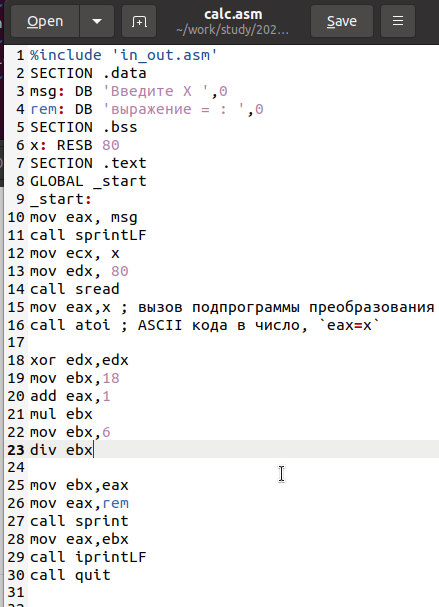 Open
calc.asm
~/work/study/202...
Save
1 %include 'in_out.asm'
2 SECTION .data
3 msg: DB 'Введите X ',0
4 rem: DB 'выражение = : ',0
5 SECTION .bss
6 x: RESB 80
7 SECTION .text
8 GLOBAL _start
9 _start:
10 mov eax, msg
11 call sprintLF
12 mov ecx, x
13 mov edx, 80
14 call sread
15 mov eax,x ; вызов подпрограммы преобразования
16 call atoi ; ASCII кода в число, `eax=x`
17
18 xor edx,edx
19 mov ebx,18
20 add eax,1
21 mul ebx
22 mov ebx,6
23 div ebx
24
25 mov ebx,eax
26 mov eax,rem
27 call sprint
28 mov eax,ebx
29 call iprintLF
30 call quit
31